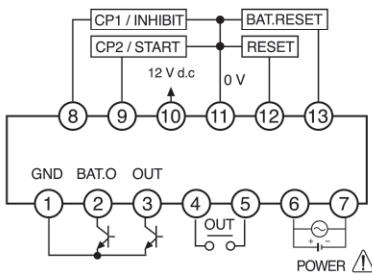 CP1 / INHIBIT BAT.RESET
CP2 / START RESET
12 V d.c 0 V
8 9 10 11 12 13
GND BAT.O OUT
1 2 3 4 5 6 7
OUT
+ -
POWER